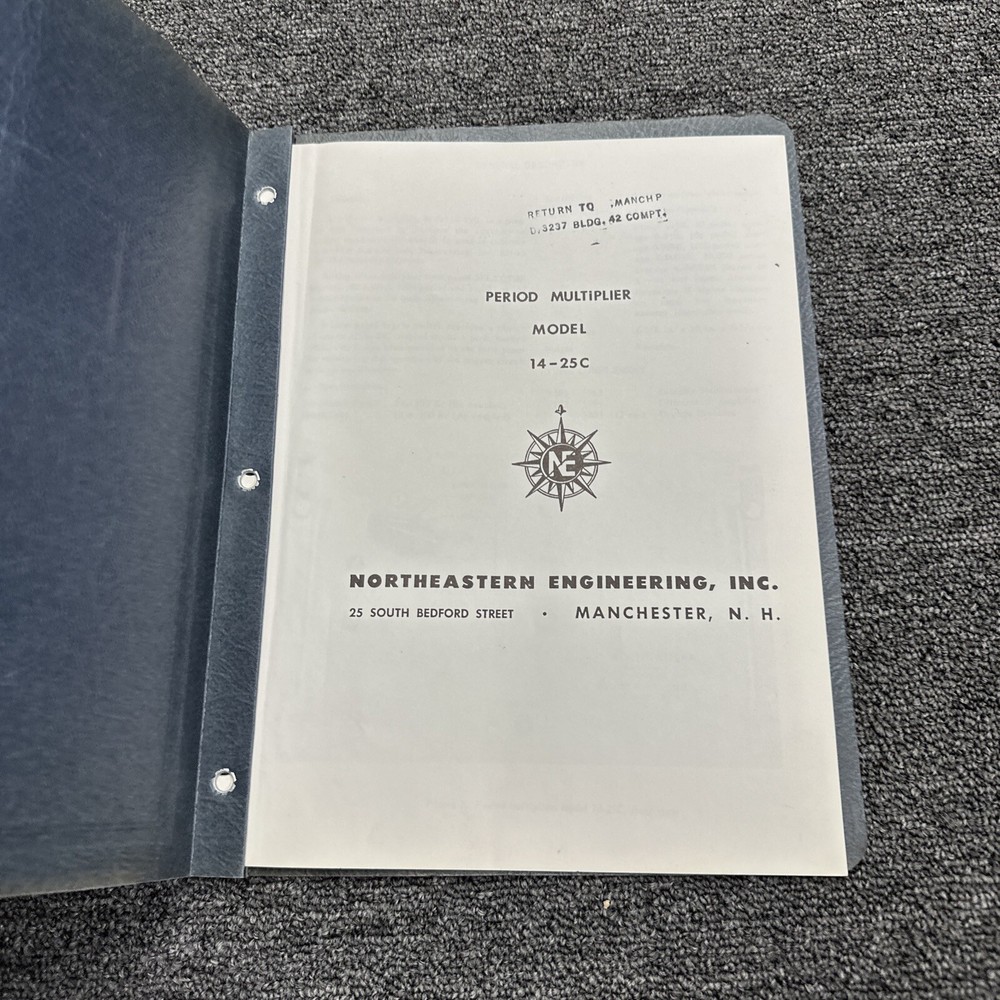 RETURN TO .MANCHP
D.3237 BLDG. 42 COMPT.
PERIOD MULTIPLIER
MODEL
14-25C
NE
NORTHEASTERN ENGINEERING, INC.
25 SOUTH BEDFORD STREET • MANCHESTER, N. H.